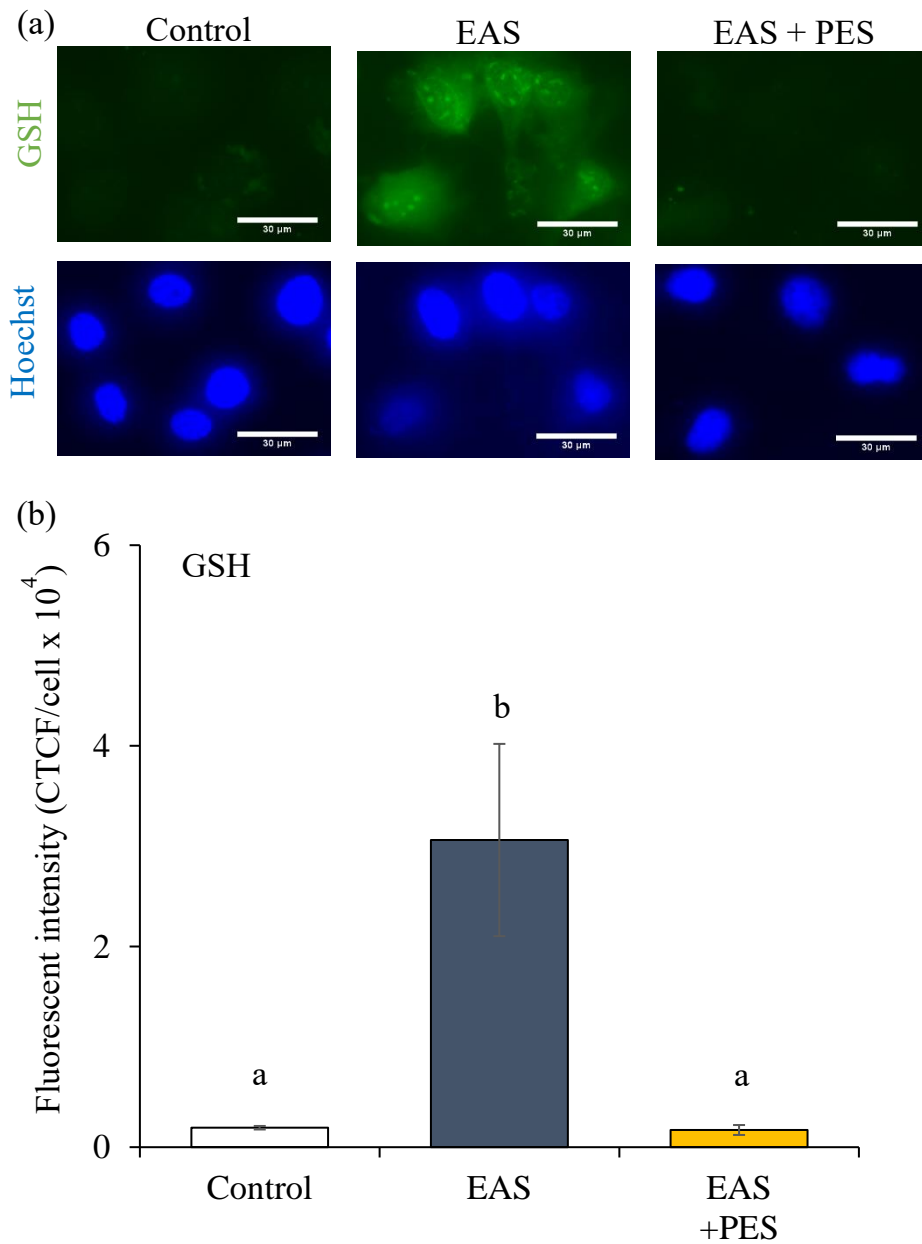 (a)
Control
EAS
EAS + PES
GSH
30 µm
30 µm
30 µm
Hoechst
30 µm
30 µm
30 µm
(b)
Fluorescent intensity (CTCF/cell x 10⁴)
6
4
2
0
GSH
a
b
a
Control
EAS
EAS
+PES